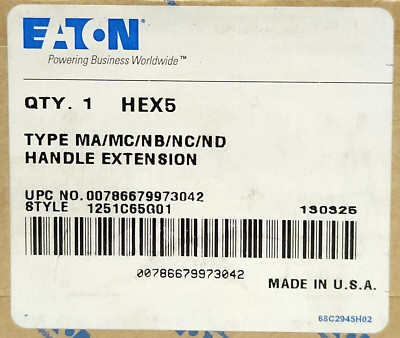 EATON
Powering Business Worldwide™
QTY. 1 HEX5
TYPE MA/MC/NB/NC/ND
HANDLE EXTENSION
UPC NO. 00786679973042
STYLE 1251C65G01 130325
00786679973042
MADE IN U.S.A.
68C2945H02